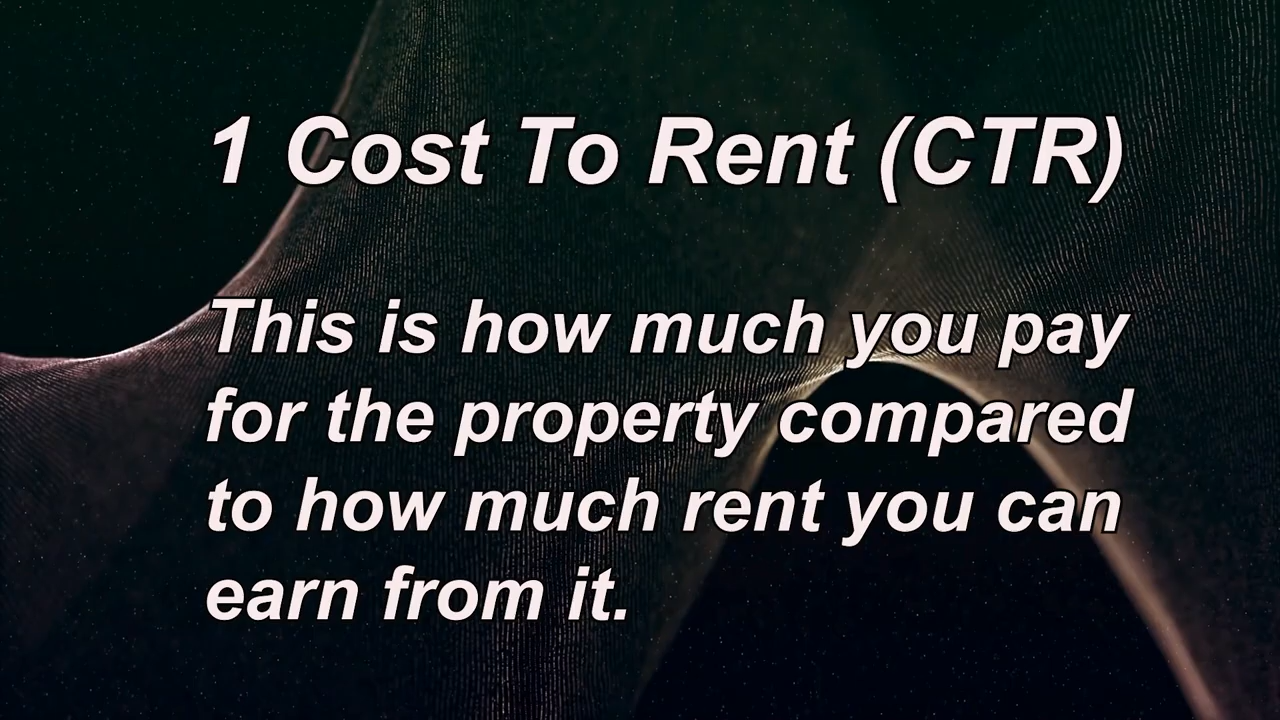 1 Cost To Rent (CTR)
This is how much you pay
for the property compared
to how much rent you can
earn from it.